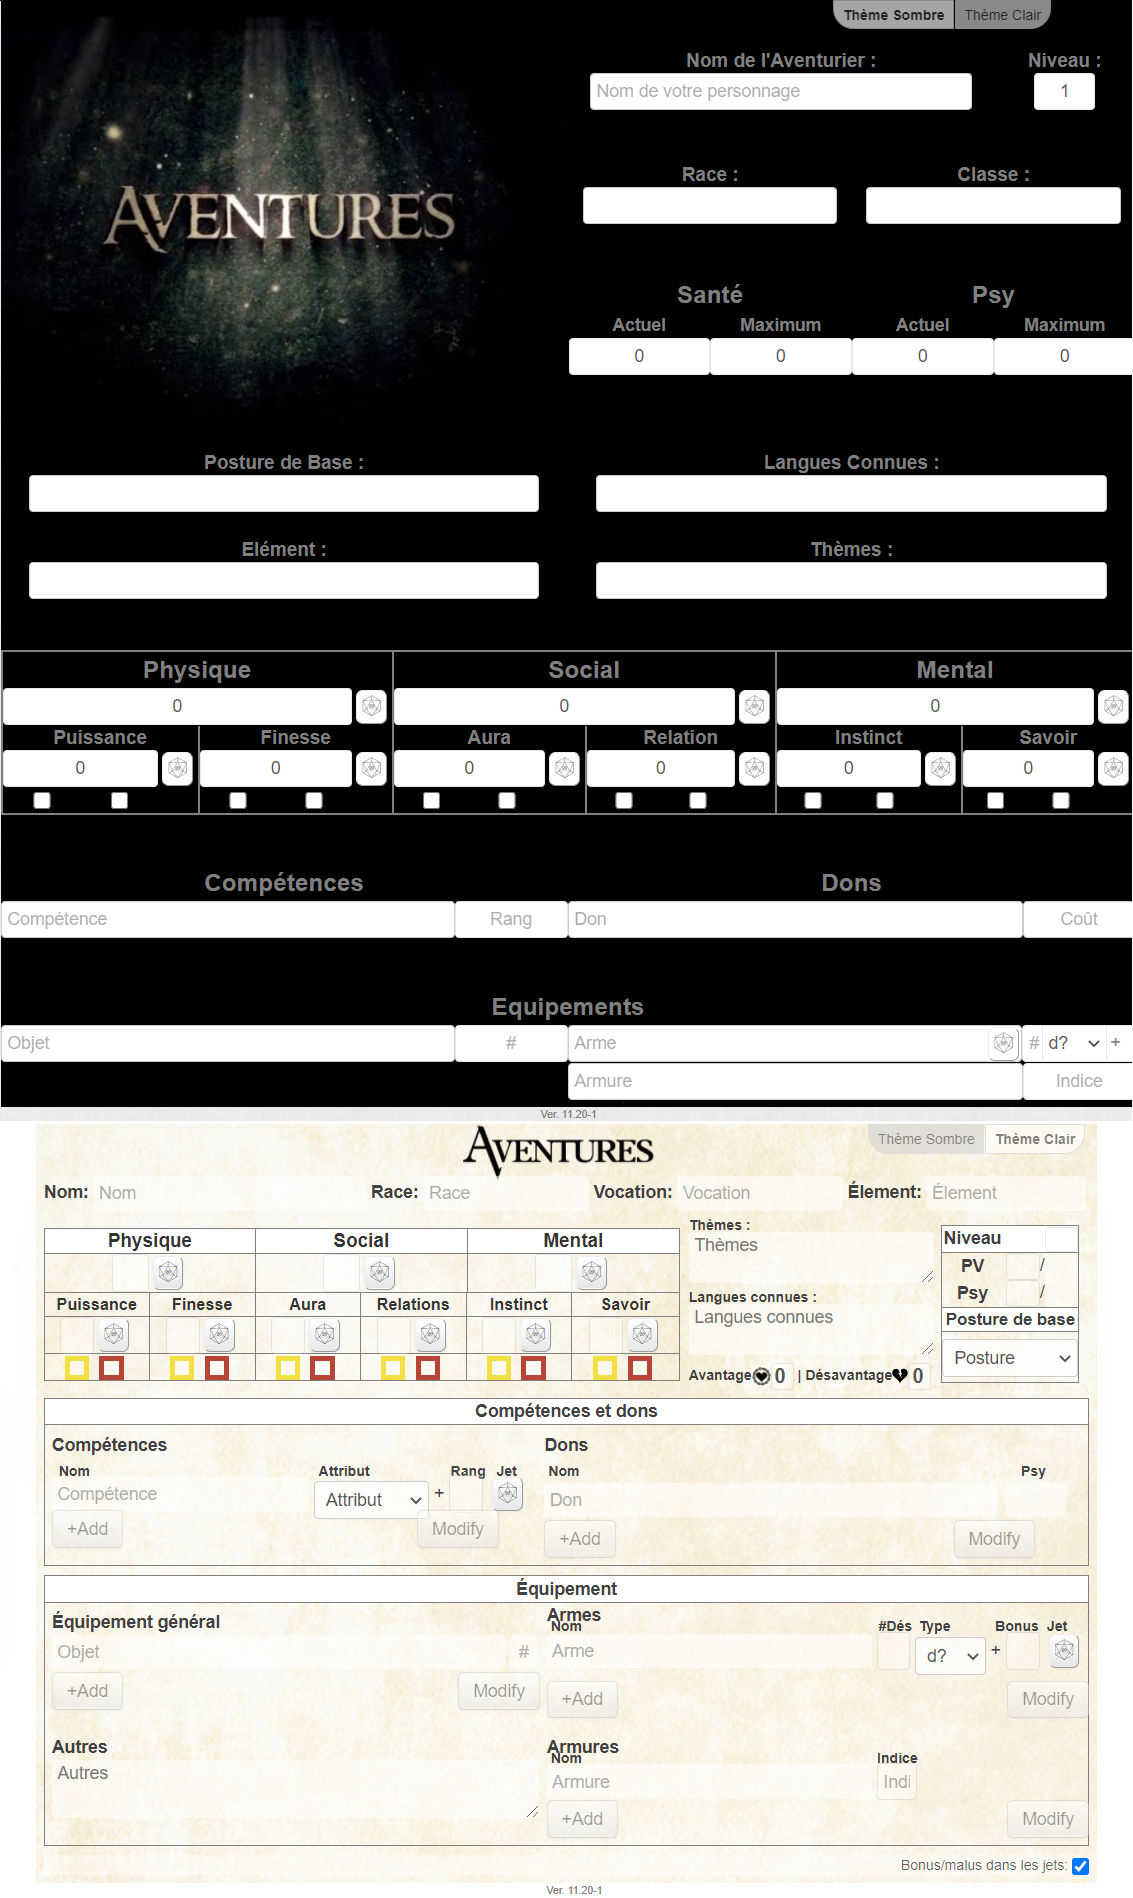 Thème Sombre Thème Clair
AVENTURES
Nom de l'Aventurier : Niveau :
Nom de votre personnage 1
Race : Classe :
Santé Psy
Actuel Maximum Actuel Maximum
0 0 0 0
Posture de Base : Langues Connues :
Elément : Thèmes :
Physique Social Mental
0 0 0
Puissance Finesse Aura Relation Instinct Savoir
0 0 0 0 0 0
Compétences Dons
Compétence Rang Don Coût
Equipements
Objet # Arme # d? +
Armure Indice
Ver. 11.20-1
AVENTURES
Thème Sombre Thème Clair
Nom: Nom Race: Race Vocation: Vocation Élement: Élement
Physique Social Mental
Puissance Finesse Aura Relations Instinct Savoir
Thèmes :
Thèmes
Langues connues :
Langues connues
Avantage 0 | Désavantage 0
Niveau
PV /
Psy /
Posture de base
Posture
Compétences et dons
Compétences Dons
Nom Attribut Rang Jet Nom Psy
Compétence Attribut + Don
+Add Modify +Add Modify
Équipement
Équipement général
Objet #
+Add Modify
Armes
Nom #Dés Type Bonus Jet
Arme d? +
+Add Modify
Autres
Autres
Armures
Nom Indice
Armure Indi
+Add Modify
Bonus/malus dans les jets:
Ver. 11.20-1